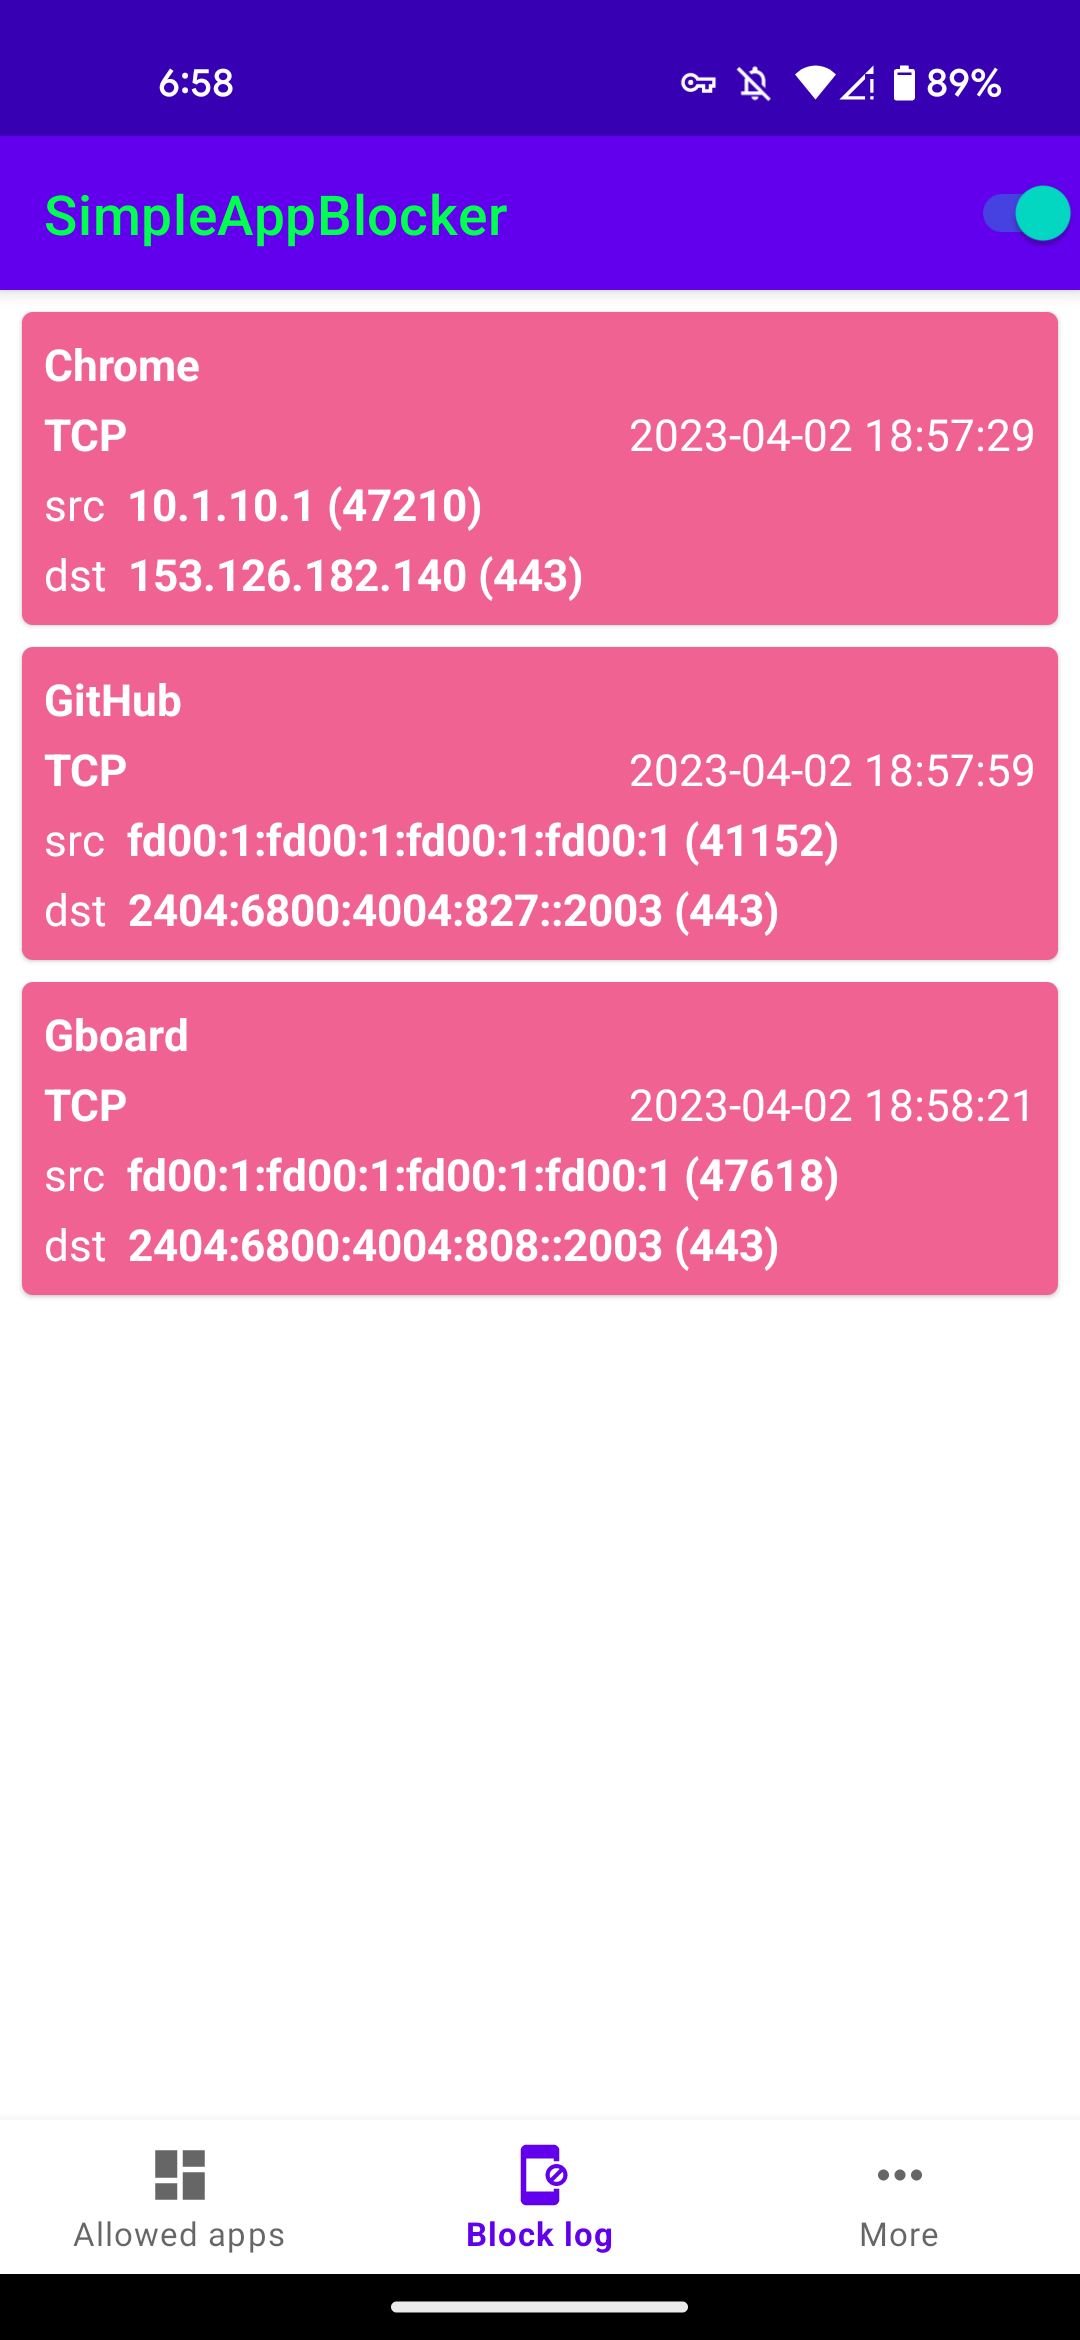 6:58 89%
SimpleAppBlocker
Chrome
TCP 2023-04-02 18:57:29
src 10.1.10.1 (47210)
dst 153.126.182.140 (443)
GitHub
TCP 2023-04-02 18:57:59
src fd00:1:fd00:1:fd00:1:fd00:1 (41152)
dst 2404:6800:4004:827::2003 (443)
Gboard
TCP 2023-04-02 18:58:21
src fd00:1:fd00:1:fd00:1:fd00:1 (47618)
dst 2404:6800:4004:808::2003 (443)
Allowed apps Block log More